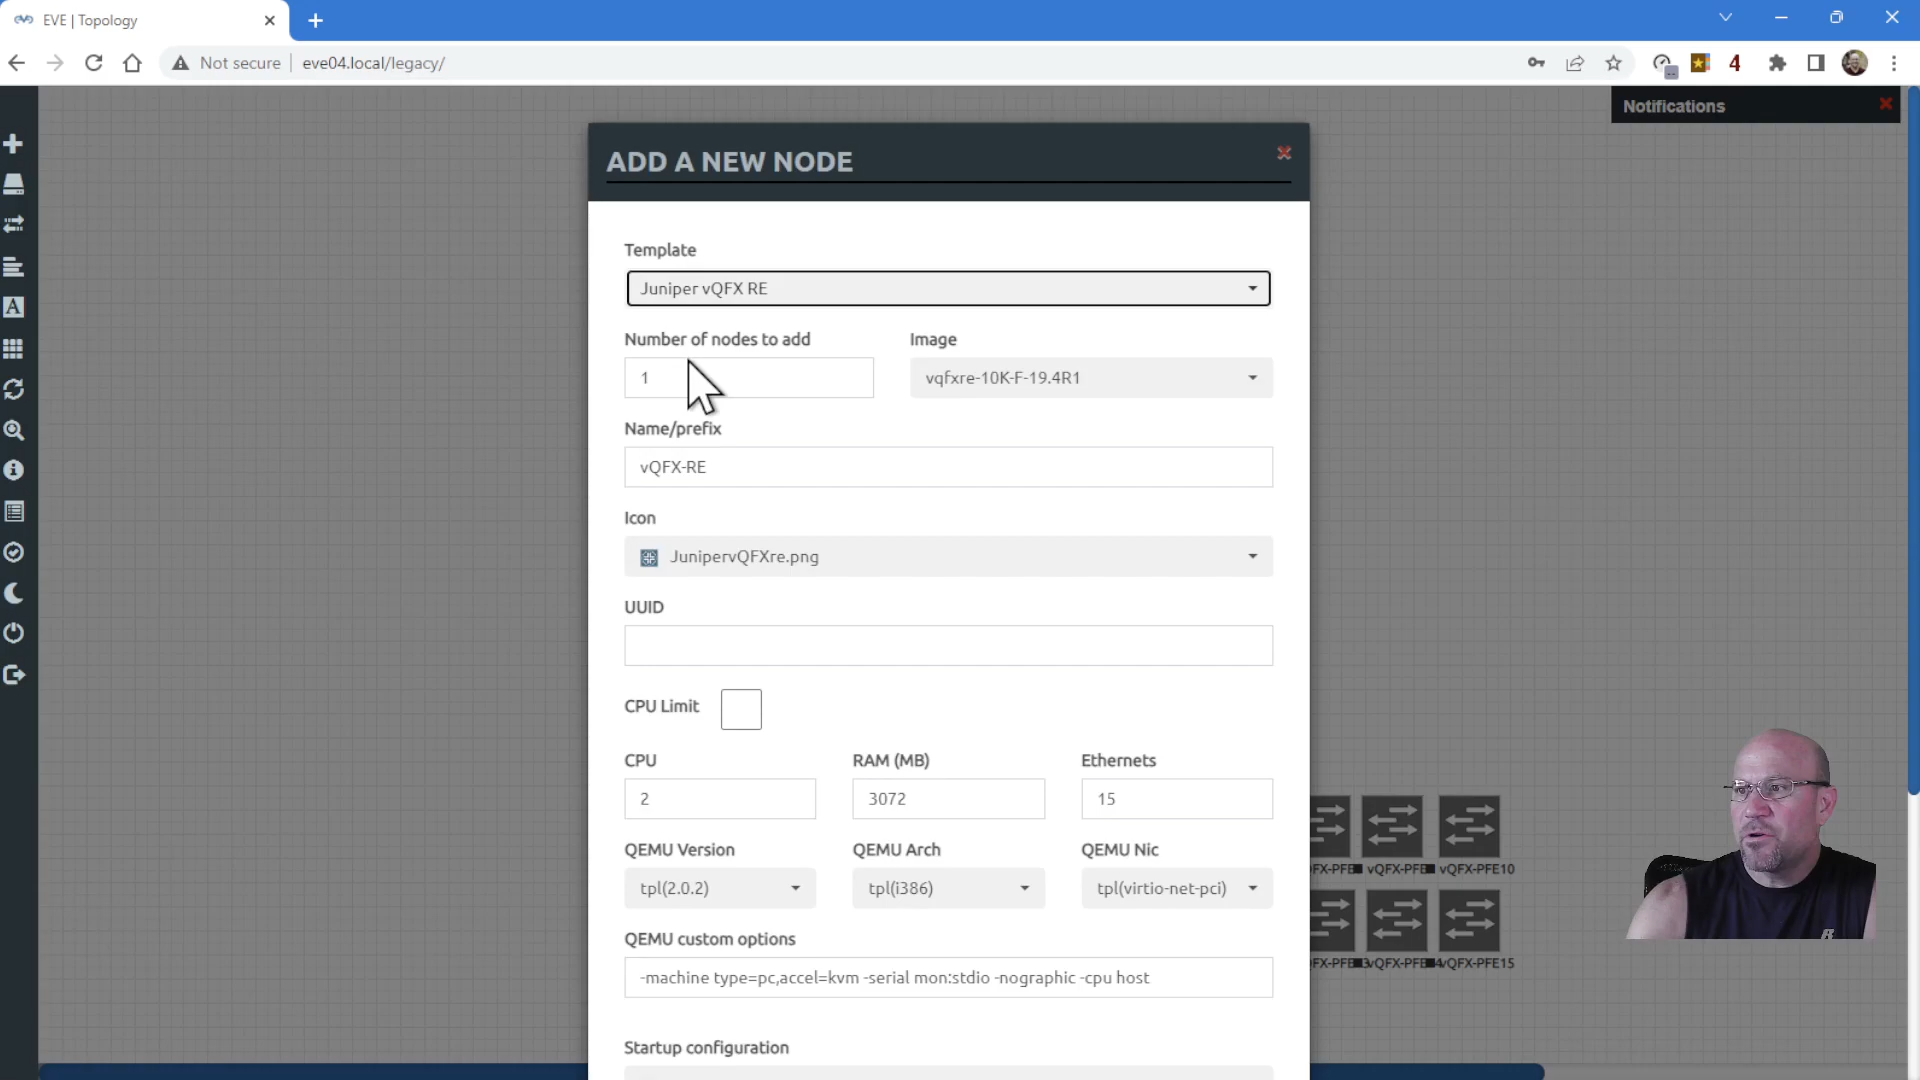 EVE | Topology
Not secure
eve04.local/legacy/
4
Notifications
ADD A NEW NODE
Template
Juniper vQFX RE
Number of nodes to add
Image
1
vqfxre-10K-F-19.4R1
Name/prefix
vQFX-RE
Icon
JunipervQFXre.png
UUID
CPU Limit
CPU
RAM (MB)
Ethernets
2
3072
15
QEMU Version
QEMU Arch
QEMU Nic
tpl(2.0.2)
tpl(i386)
tpl(virtio-net-pci)
QEMU custom options
-machine type=pc,accel=kvm -serial mon:stdio -nographic -cpu host
Startup configuration
vQFX-PFE10
vQFX-PFE15